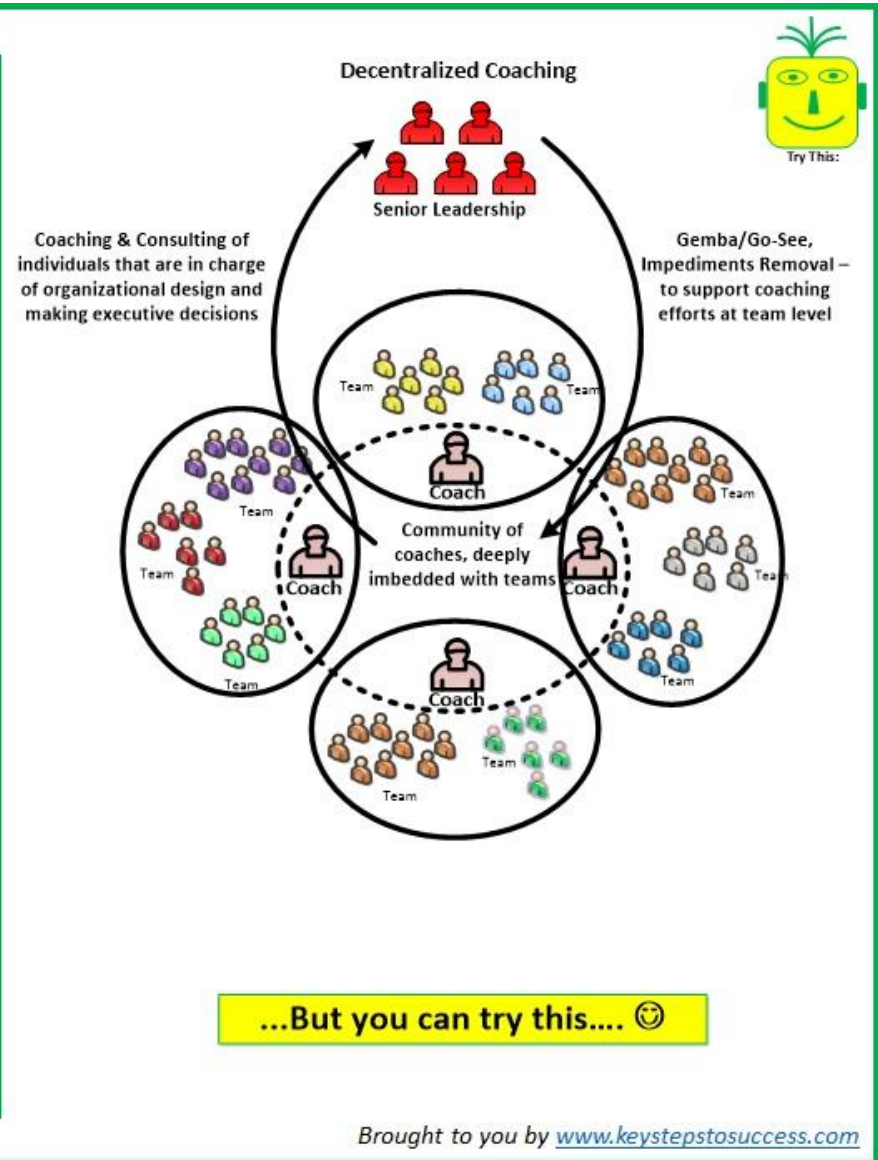 Decentralized Coaching
Try This:
Senior Leadership
Coaching & Consulting of
individuals that are in charge
of organizational design and
making executive decisions
Gemba/Go-See,
Impediments Removal –
to support coaching
efforts at team level
Team
Team
Coach
Team
Team
Team
Coach
Community of
coaches, deeply
imbedded with teams
Coach
Team
Team
Team
Coach
Team
Team
...But you can try this.... ☺
Brought to you by www.keystepstosuccess.com